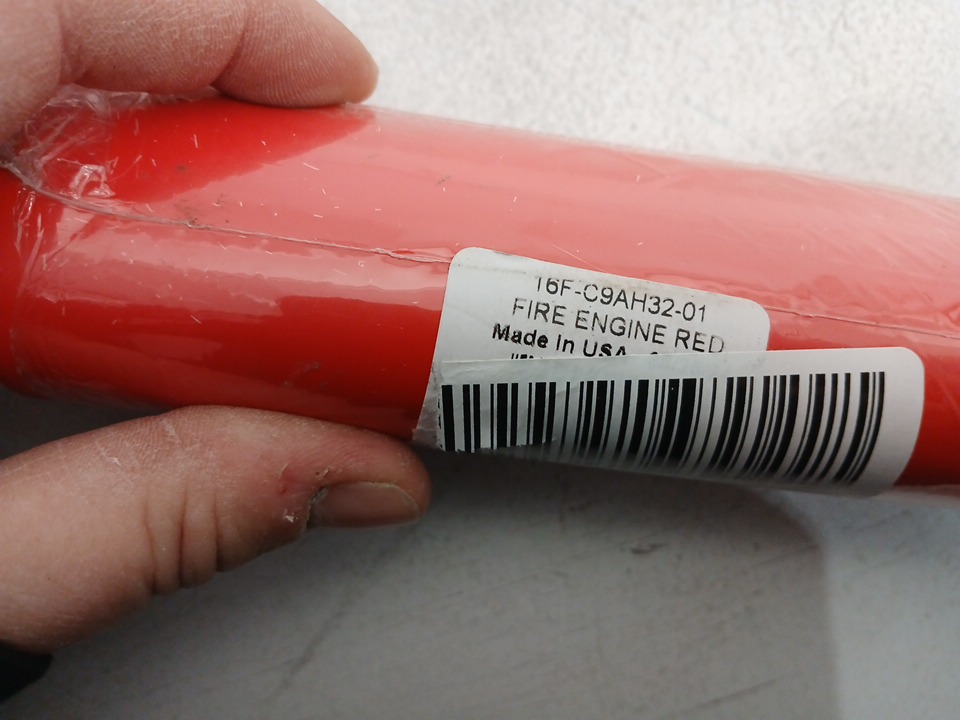 16F-C9AH32-01
FIRE ENGINE RED
Made In USA